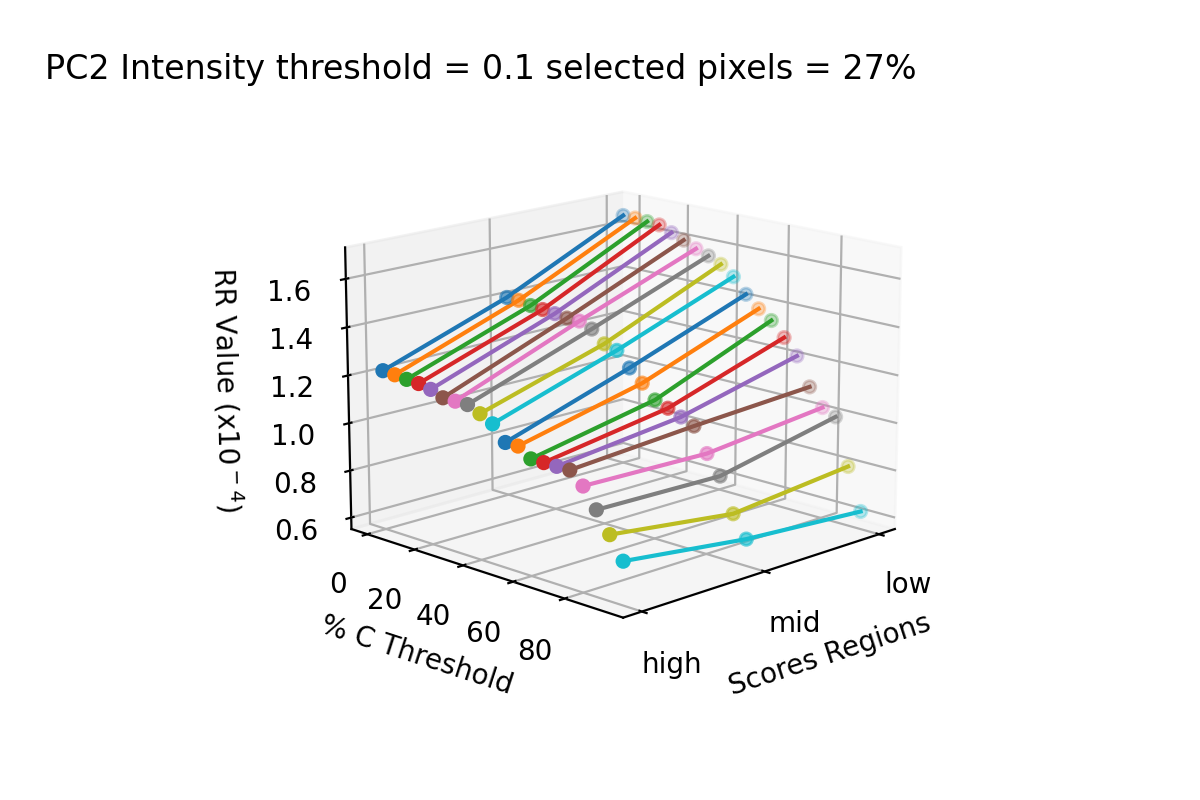 PC2 Intensity threshold = 0.1 selected pixels = 27%
RR Value (x10⁻⁴)
1.6
1.4
1.2
1.0
0.8
0.6
0
20
40
60
80
% C Threshold
high
mid
low
Scores Regions